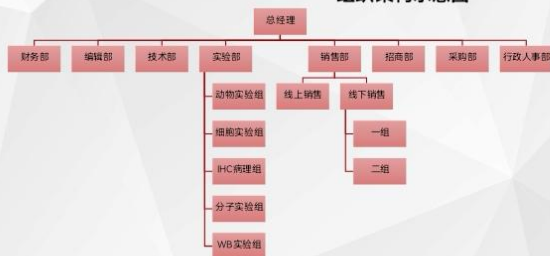 总经理
财务部
编辑部
技术部
实验部
销售部
招商部
采购部
行政人事部
动物实验组
线上销售
线下销售
细胞实验组
一组
IHC病理组
二组
分子实验组
WB实验组